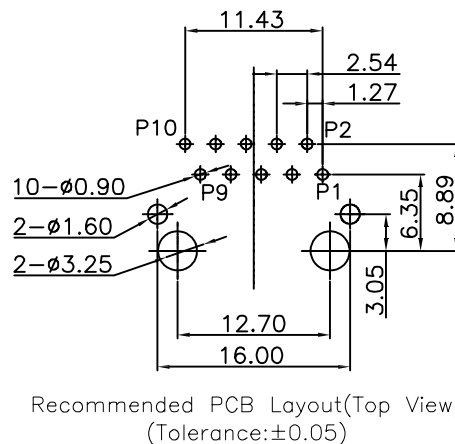 11.43
2.54
1.27
P10
P2
10-ø0.90
P9
P1
2-ø1.60
2-ø3.25
6.35
8.89
3.05
12.70
16.00
Recommended PCB Layout(Top View
(Tolerance:±0.05)